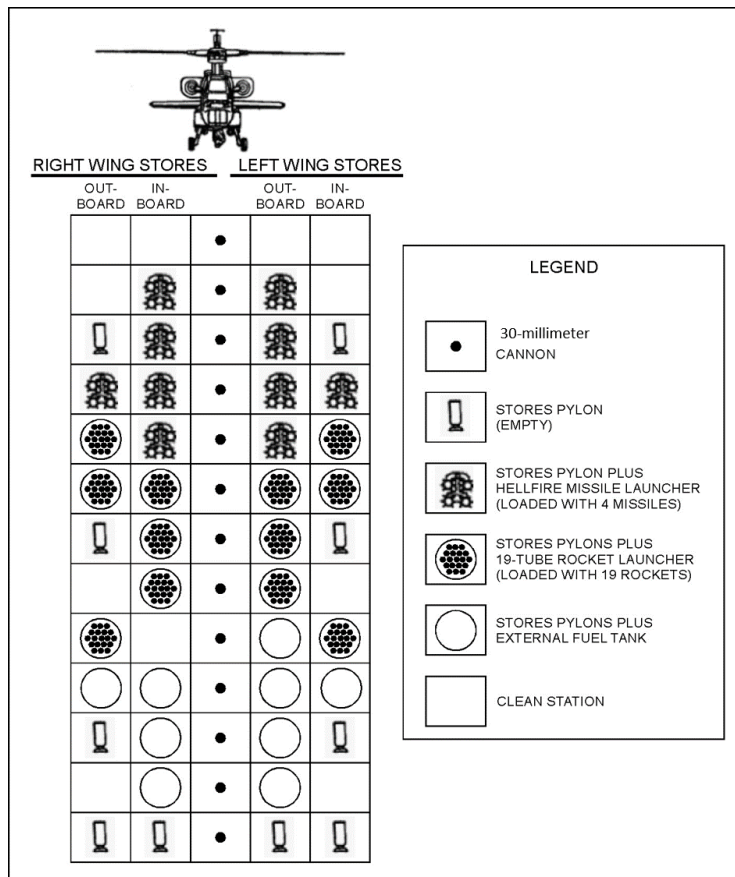 RIGHT WING STORES LEFT WING STORES
OUT-
BOARD
IN-
BOARD
OUT-
BOARD
IN-
BOARD
LEGEND
30-millimeter
CANNON
STORES PYLON
(EMPTY)
STORES PYLON PLUS
HELLFIRE MISSILE LAUNCHER
(LOADED WITH 4 MISSILES)
STORES PYLONS PLUS
19-TUBE ROCKET LAUNCHER
(LOADED WITH 19 ROCKETS)
STORES PYLONS PLUS
EXTERNAL FUEL TANK
CLEAN STATION